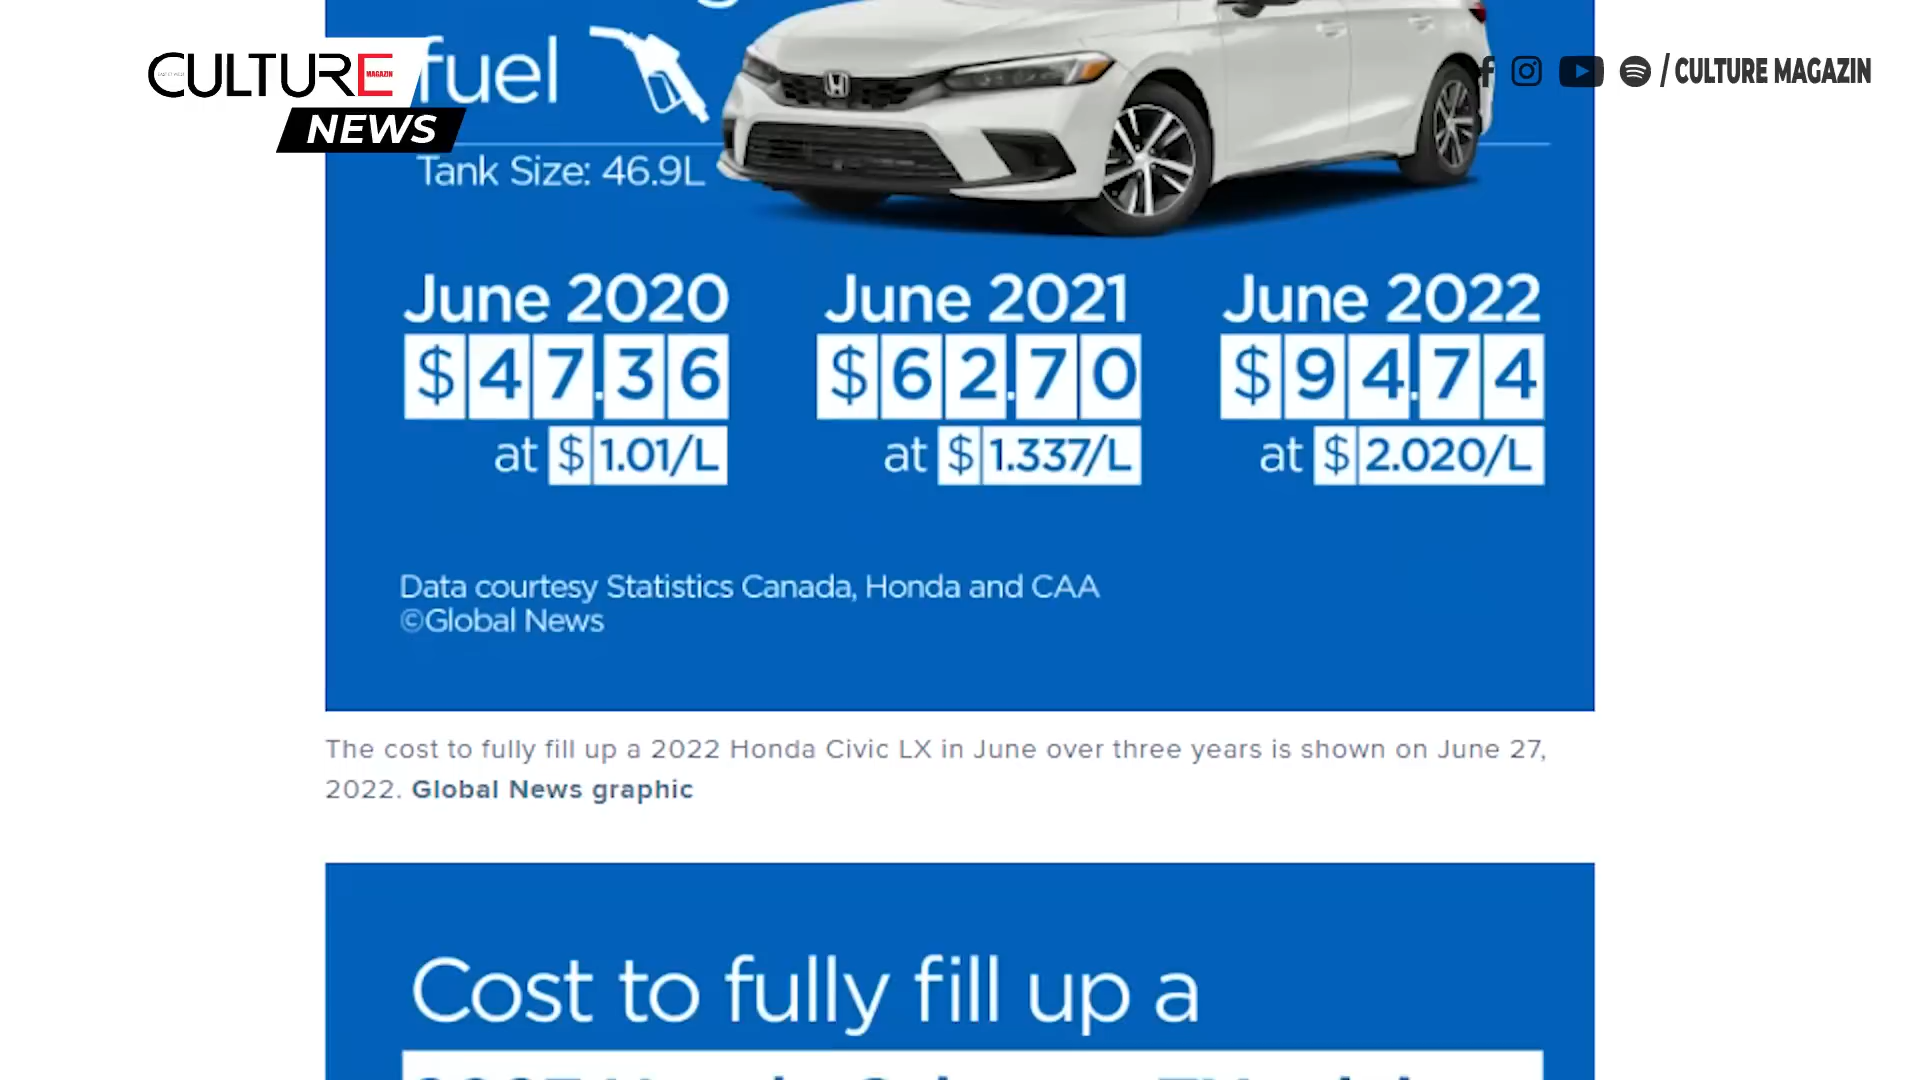 CULTURE
MAGAZIN
NEWS
/ CULTURE MAGAZIN
fuel
Tank Size: 46.9L
June 2020 June 2021 June 2022
$47.36 $62.70 $94.74
at $1.01/L at $1.337/L at $2.020/L
Data courtesy Statistics Canada, Honda and CAA
©Global News
The cost to fully fill up a 2022 Honda Civic LX in June over three years is shown on June 27,
2022. Global News graphic
Cost to fully fill up a